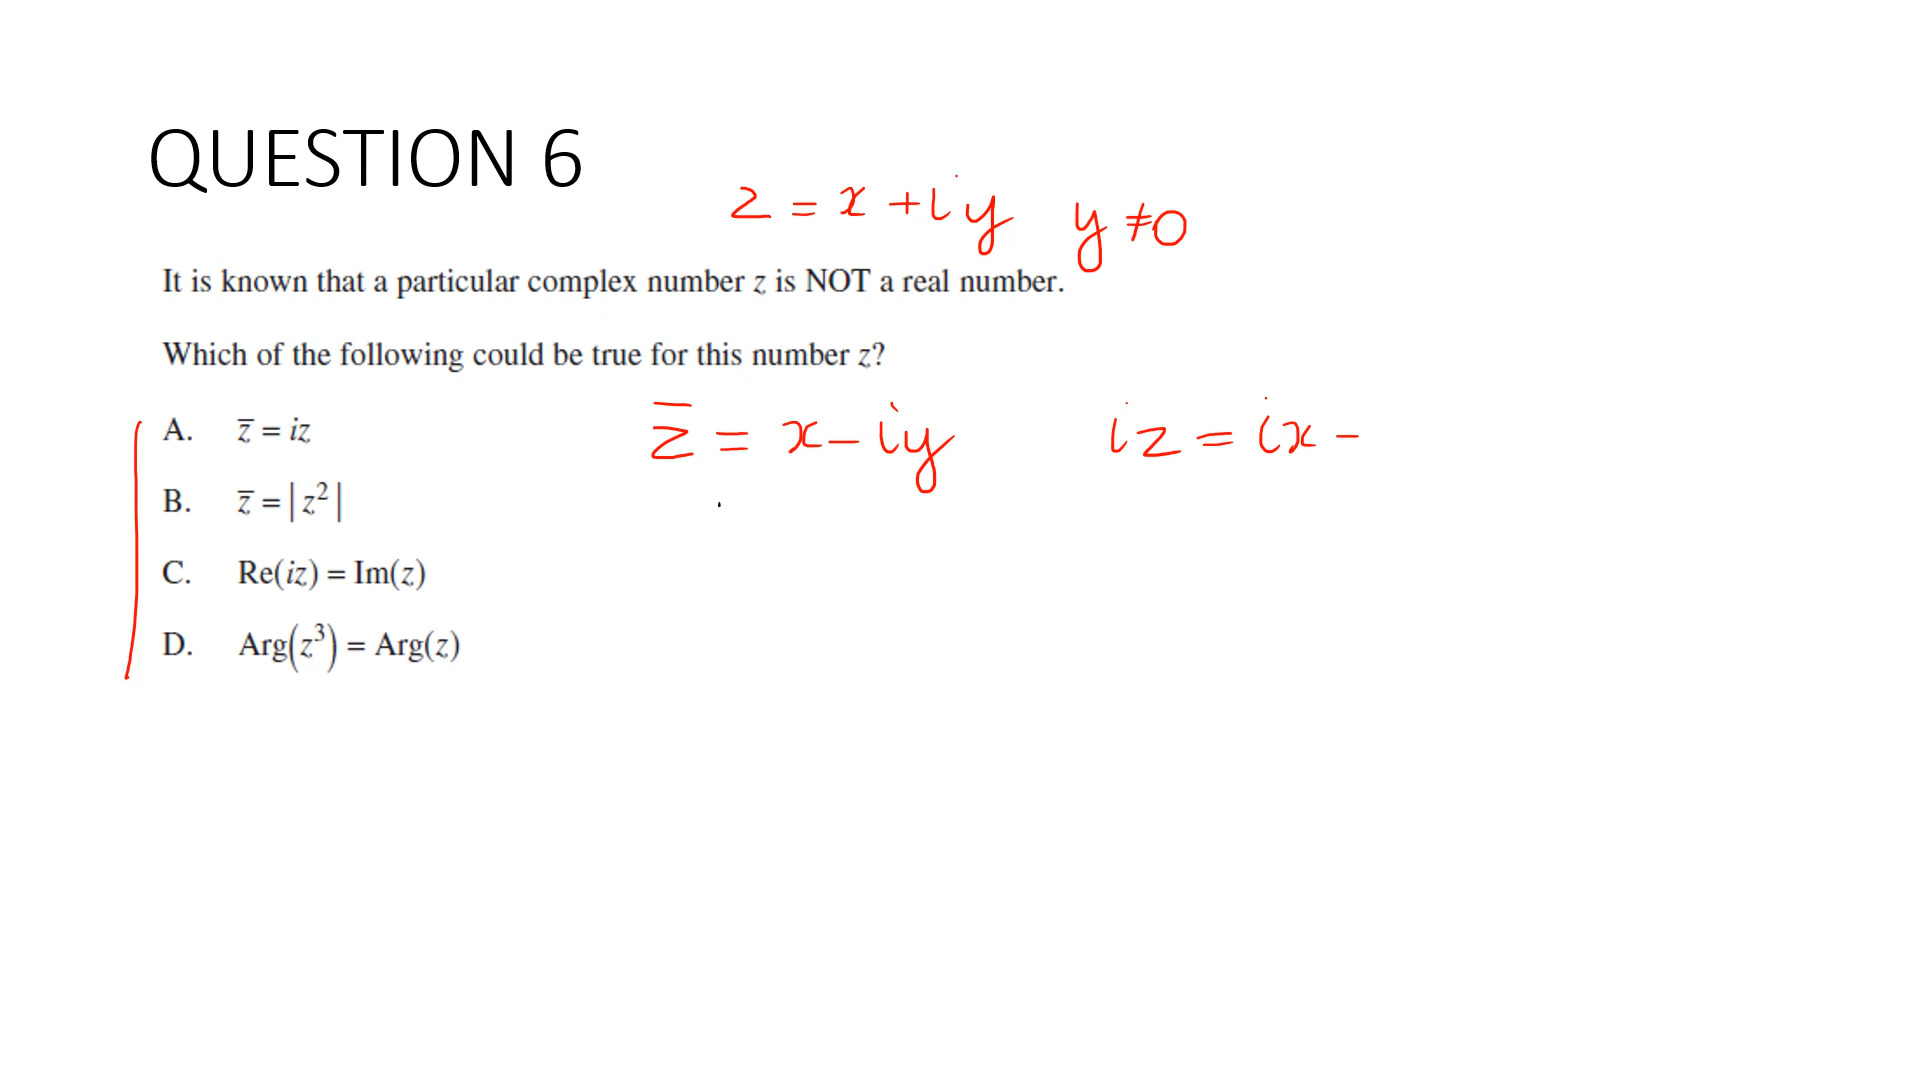 QUESTION 6
z = x + iy y ≠ 0
It is known that a particular complex number z is NOT a real number.
Which of the following could be true for this number z?
A. z̅ = iz
z̅ = x - iy iz = ix -
B. z̅ = |z²|
C. Re(iz) = Im(z)
D. Arg(z³) = Arg(z)